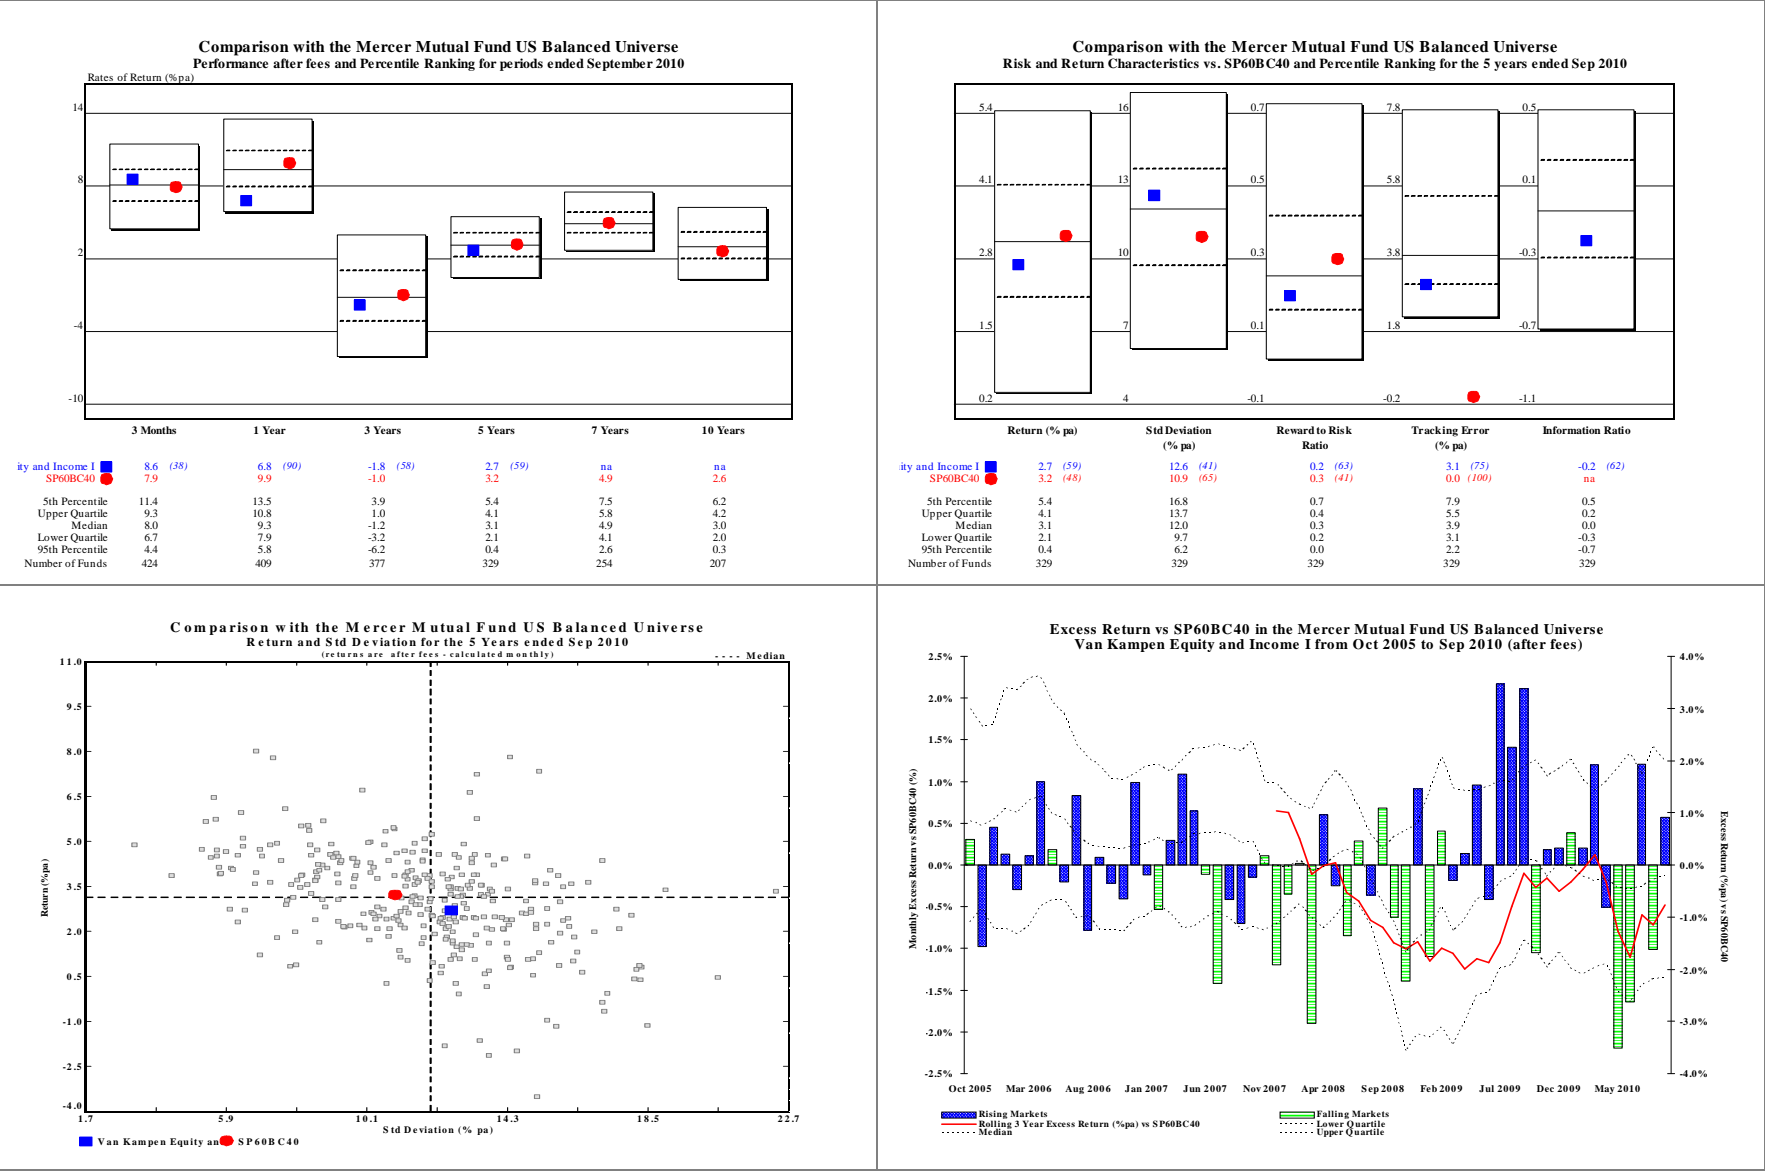 Comparison with the Mercer Mutual Fund US Balanced Universe
Performance after fees and Percentile Ranking for periods ended September 2010
Rates of Return (%pa)
14
8
2
-4
-10
3 Months 1 Year 3 Years 5 Years 7 Years 10 Years
ity and Income I 8.6 (38) 6.8 (90) -1.8 (58) 2.7 (59) na na
SP60BC40 7.9 9.9 -1.0 3.2 4.9 2.6
5th Percentile 11.4 13.5 3.9 5.4 7.5 6.2
Upper Quartile 9.3 10.8 1.0 4.1 5.8 4.2
Median 8.0 9.3 -1.2 3.1 4.9 3.0
Lower Quartile 6.7 7.9 -3.2 2.1 4.1 2.0
95th Percentile 4.4 5.8 -6.2 0.4 2.6 0.3
Number of Funds 424 409 377 329 254 207
Comparison with the Mercer Mutual Fund US Balanced Universe
Risk and Return Characteristics vs. SP60BC40 and Percentile Ranking for the 5 years ended Sep 2010
5.4 16 0.7 7.8 0.5
4.1 13 0.5 5.8 0.1
2.8 10 0.3 3.8 -0.3
1.5 7 0.1 1.8 -0.7
0.2 4 -0.1 -0.2 -1.1
Return (% pa) Std Deviation Reward to Risk Tracking Error Information Ratio
(% pa) Ratio (% pa)
ity and Income I 2.7 (59) 12.6 (41) 0.2 (63) 3.1 (75) -0.2 (62)
SP60BC40 3.2 (48) 10.9 (65) 0.3 (41) 0.0 (100) na
5th Percentile 5.4 16.8 0.7 7.9 0.5
Upper Quartile 4.1 13.7 0.4 5.5 0.2
Median 3.1 12.0 0.3 3.9 0.0
Lower Quartile 2.1 9.7 0.2 3.1 -0.3
95th Percentile 0.4 6.2 0.0 2.2 -0.7
Number of Funds 329 329 329 329 329
Comparison with the Mercer Mutual Fund US Balanced Universe
Return and Std Deviation for the 5 Years ended Sep 2010
(returns are after fees - calculated monthly)
---- Median
11.0
9.5
8.0
6.5
5.0
3.5
2.0
0.5
-1.0
-2.5
-4.0
Return (%pa)
1.7 5.9 10.1 14.3 18.5 22.7
Std Deviation (% pa)
Van Kampen Equity an SP60BC40
Excess Return vs SP60BC40 in the Mercer Mutual Fund US Balanced Universe
Van Kampen Equity and Income I from Oct 2005 to Sep 2010 (after fees)
2.5% 4.0%
2.0% 3.0%
1.5% 2.0%
1.0% 1.0%
0.5%
0.0% 0.0%
-0.5% -1.0%
-1.0% -2.0%
-1.5% -3.0%
-2.0%
-2.5% -4.0%
Monthly Excess Return vs SP60BC40 (%)
Excess Return (%pa) vs SP60BC40
Oct 2005 Mar 2006 Aug 2006 Jan 2007 Jun 2007 Nov 2007 Apr 2008 Sep 2008 Feb 2009 Jul 2009 Dec 2009 May 2010
Rising Markets Falling Markets
Rolling 3 Year Excess Return (%pa) vs SP60BC40 Lower Quartile
Median Upper Quartile